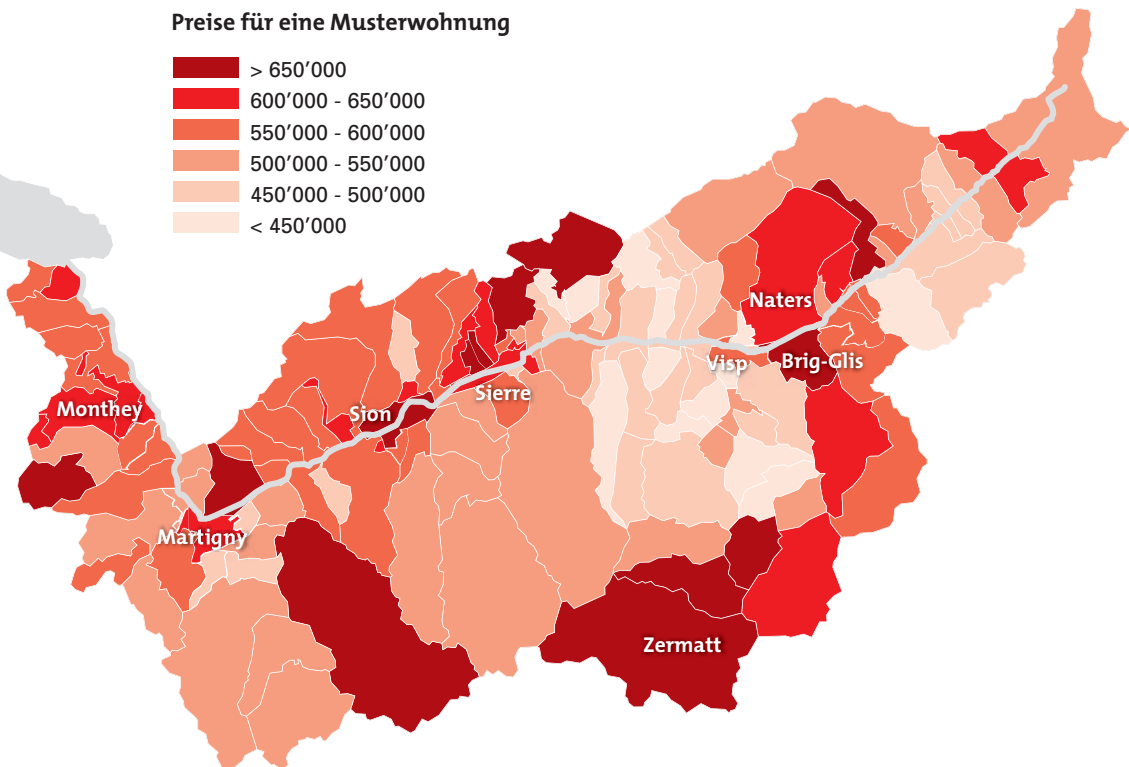 Preise für eine Musterwohnung
> 650’000
600’000 - 650’000
550’000 - 600’000
500’000 - 550’000
450’000 - 500’000
< 450’000
Naters
Visp
Brig-Glis
Sierre
Monthey
Sion
Martigny
Zermatt